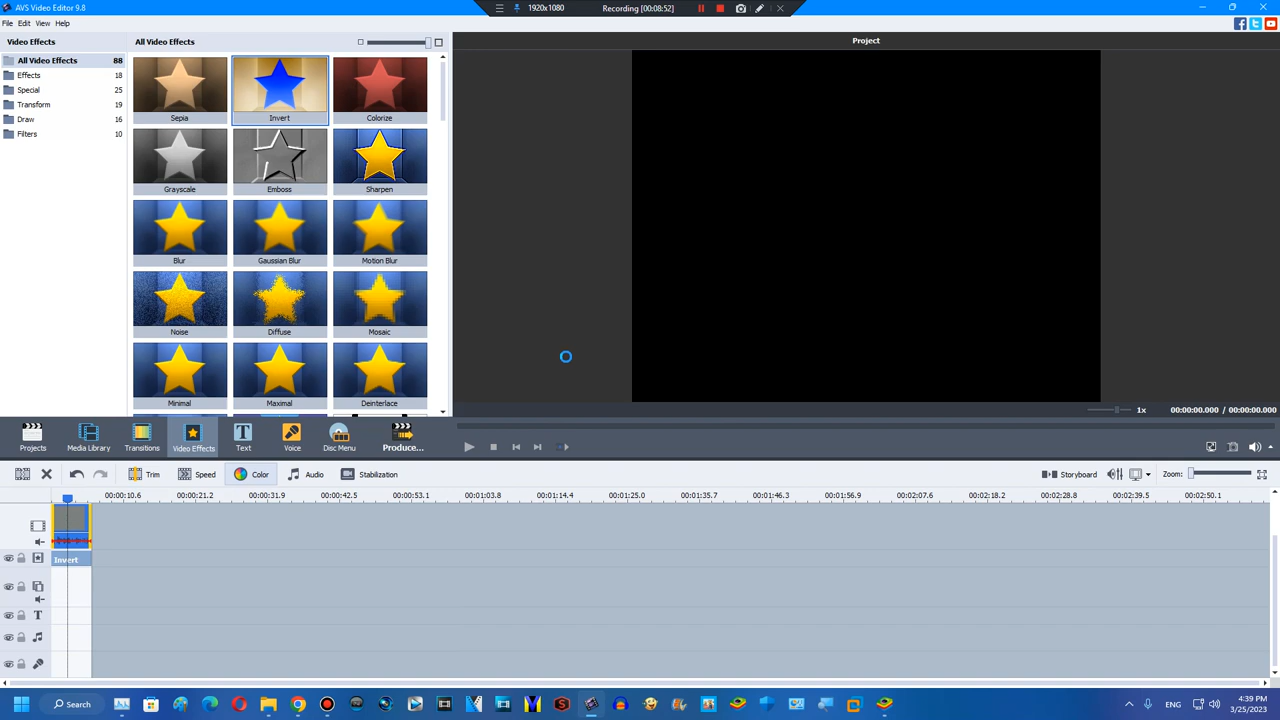 AVS Video Editor 9.8
1920x1080
Recording [00:08:52]
File Edit View Help
Video Effects
All Video Effects
Project
All Video Effects 88
Effects 18
Special 25
Transform 19
Draw 16
Filters 10
Sepia
Invert
Colorize
Grayscale
Emboss
Sharpen
Blur
Gaussian Blur
Motion Blur
Noise
Diffuse
Mosaic
Minimal
Maximal
Deinterlace
1x
00:00:00.000 / 00:00:00.000
Projects
Media Library
Transitions
Video Effects
Text
Voice
Disc Menu
Produce...
Trim
Speed
Color
Audio
Stabilization
Storyboard
Zoom:
00:00:10.6 00:00:21.2 00:00:31.9 00:00:42.5 00:00:53.1 00:01:03.8 00:01:14.4 00:01:25.0 00:01:35.7 00:01:46.3 00:01:56.9 00:02:07.6 00:02:18.2 00:02:28.8 00:02:39.5 00:02:50.1
Invert
T
Search
ENG
4:39 PM
3/25/2023